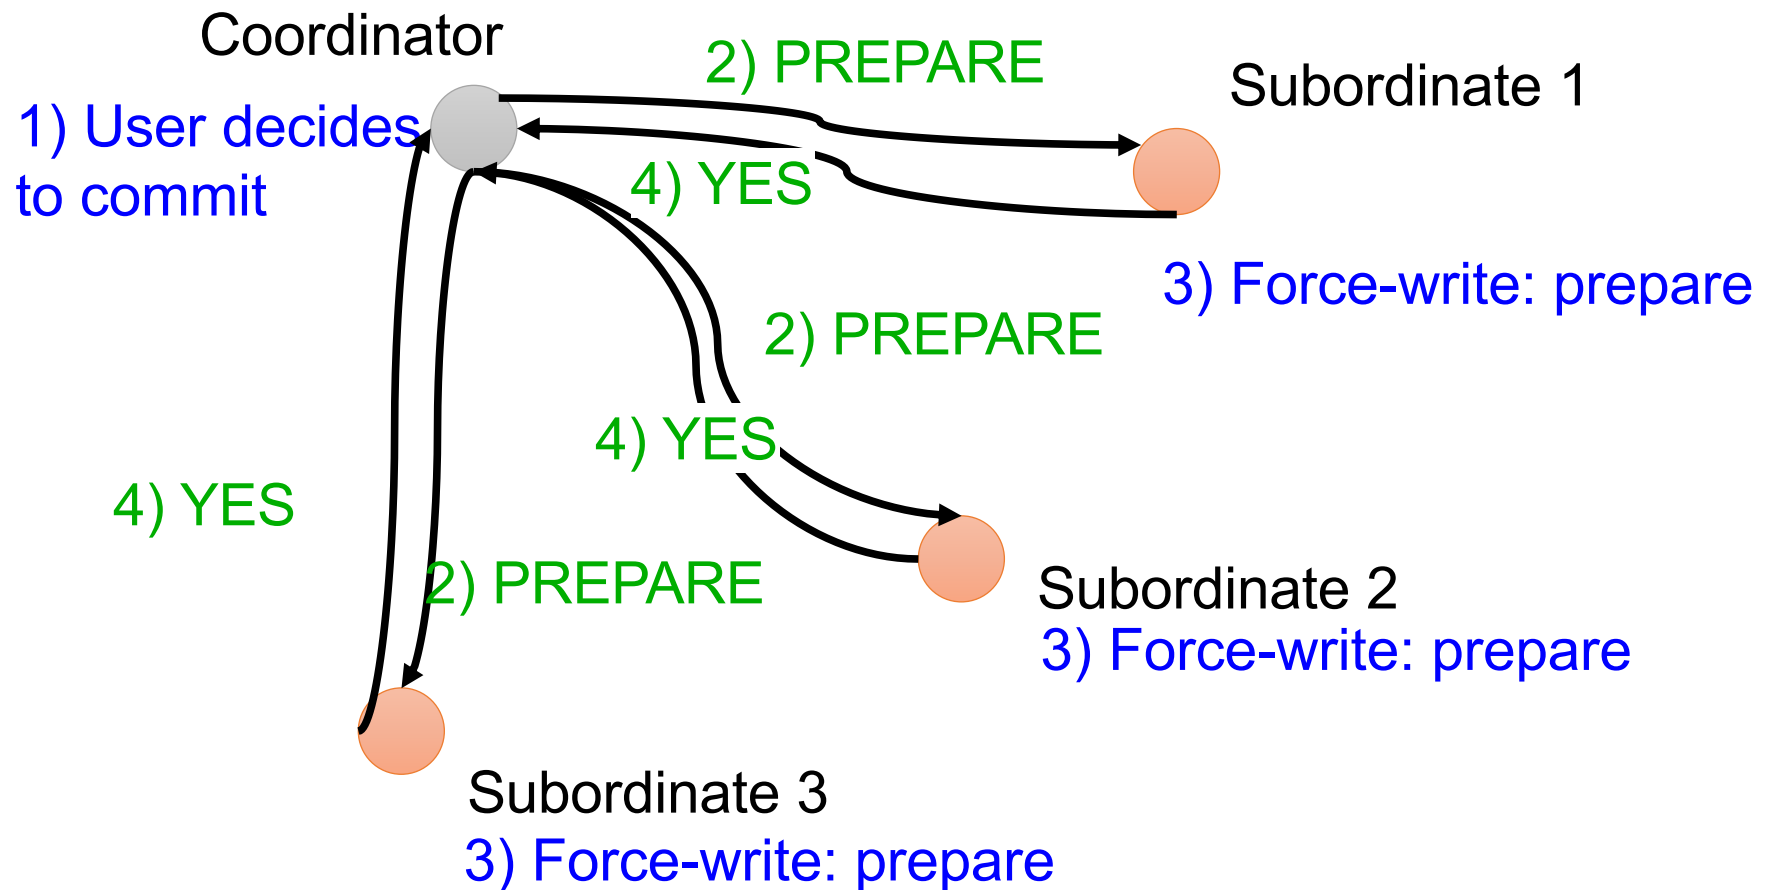 Coordinator
2) PREPARE
Subordinate 1
1) User decides
to commit
4) YES
3) Force-write: prepare
2) PREPARE
4) YES
4) YES
2) PREPARE
Subordinate 2
3) Force-write: prepare
Subordinate 3
3) Force-write: prepare